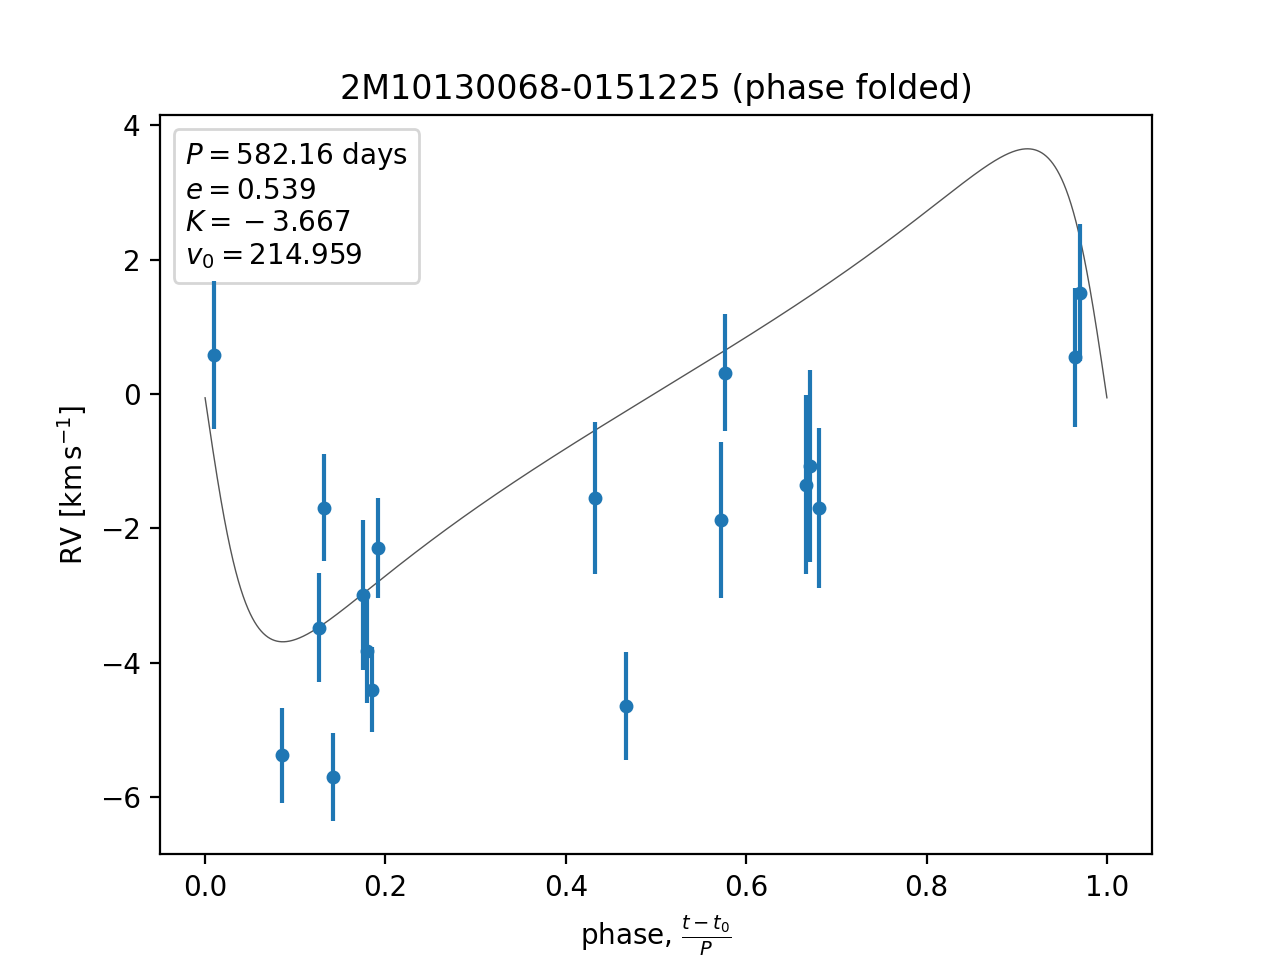 2M10130068-0151225 (phase folded)
P = 582.16 days
e = 0.539
K = −3.667
v₀ = 214.959
4
2
0
−2
−4
−6
RV [km s⁻¹]
0.0 0.2 0.4 0.6 0.8 1.0
phase, (t − t₀)/P